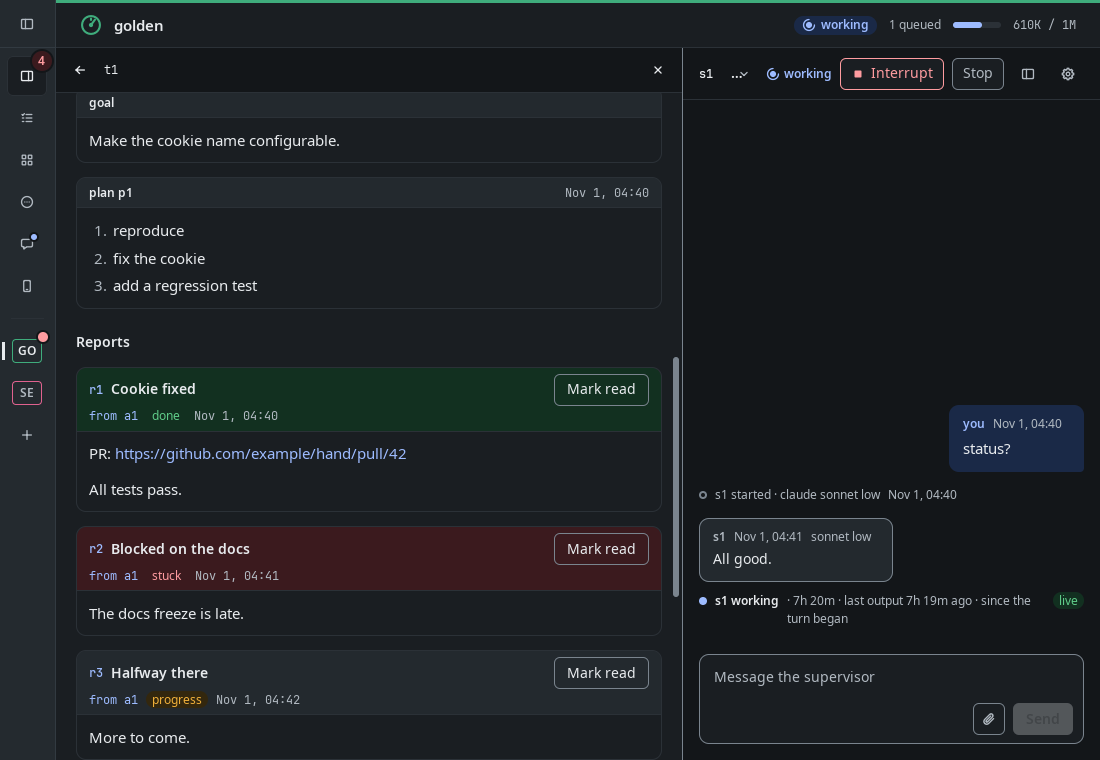 golden
working
1 queued
610K / 1M
4
t1
goal
Make the cookie name configurable.
plan p1
Nov 1, 04:40
1. reproduce
2. fix the cookie
3. add a regression test
Reports
r1 Cookie fixed
Mark read
from a1 done Nov 1, 04:40
PR: https://github.com/example/hand/pull/42
All tests pass.
r2 Blocked on the docs
Mark read
from a1 stuck Nov 1, 04:41
The docs freeze is late.
r3 Halfway there
Mark read
from a1 progress Nov 1, 04:42
More to come.
GO
SE
s1
...
working
Interrupt
Stop
you Nov 1, 04:40
status?
s1 started · claude sonnet low Nov 1, 04:40
s1 Nov 1, 04:41 sonnet low
All good.
s1 working · 7h 20m · last output 7h 19m ago · since the
turn began
live
Message the supervisor
Send